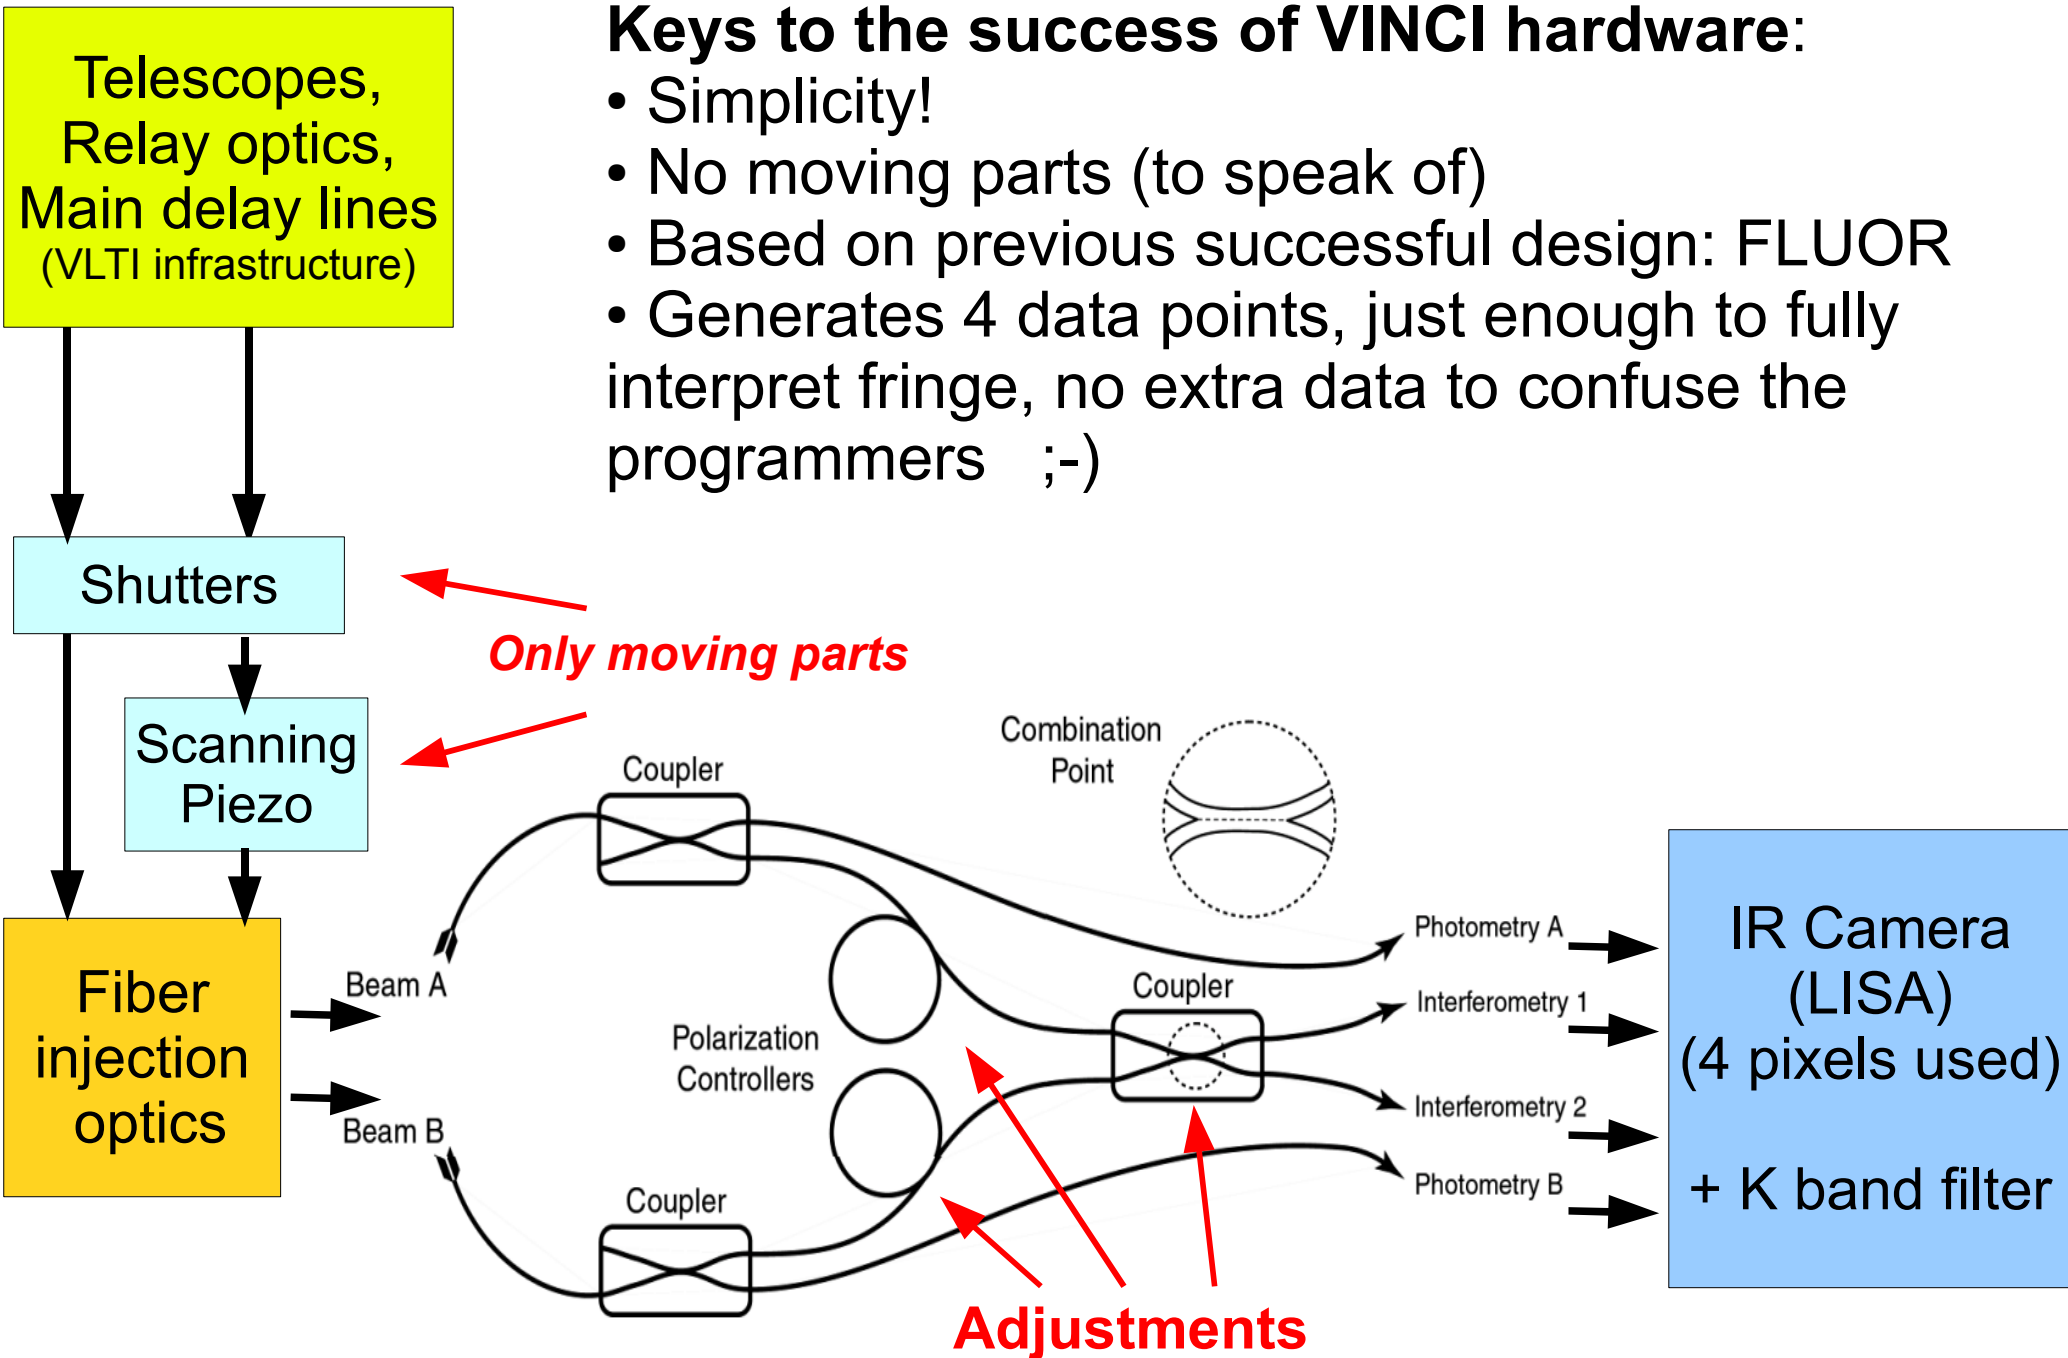 Telescopes,
Relay optics,
Main delay lines
(VLTI infrastructure)
Keys to the success of VINCI hardware:
• Simplicity!
• No moving parts (to speak of)
• Based on previous successful design: FLUOR
• Generates 4 data points, just enough to fully
interpret fringe, no extra data to confuse the
programmers ;-)
Shutters
Only moving parts
Scanning
Piezo
Combination
Point
Coupler
Fiber
injection
optics
Beam A
Beam B
Polarization
Controllers
Coupler
Coupler
Photometry A
Interferometry 1
Interferometry 2
Photometry B
IR Camera
(LISA)
(4 pixels used)
+ K band filter
Adjustments